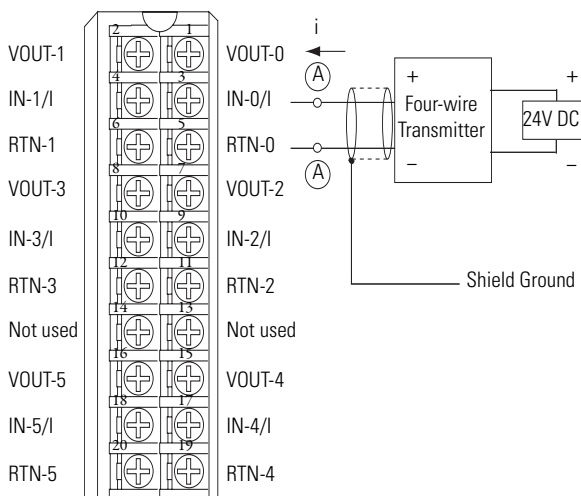 2 1
VOUT-1 VOUT-0
i
4 3
IN-1/I IN-0/I
A
+ Four-wire Transmitter −
+ 24V DC −
6 5
RTN-1 RTN-0
A
8 7
VOUT-3 VOUT-2
10 9
IN-3/I IN-2/I
12 11
RTN-3 RTN-2
Shield Ground
14 13
Not used Not used
16 15
VOUT-5 VOUT-4
18 17
IN-5/I IN-4/I
20 19
RTN-5 RTN-4